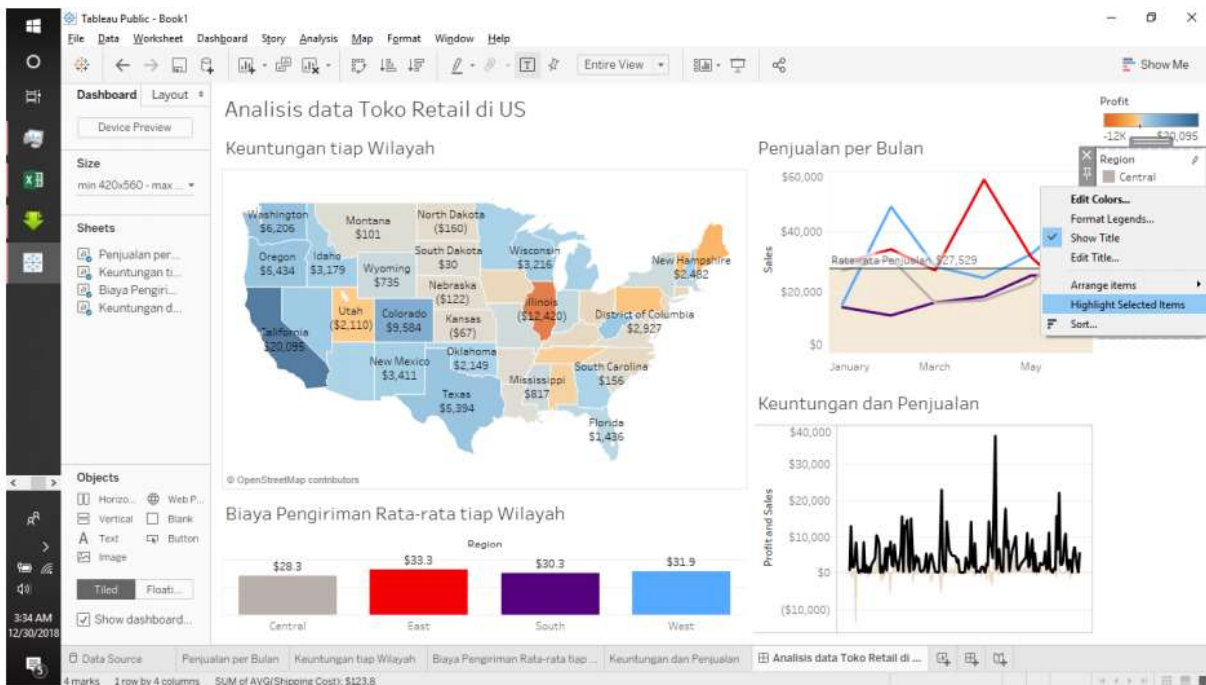 Tableau Public - Book1
File Data Worksheet Dashboard Story Analysis Map Format Window Help
Entire View
Show Me
Dashboard Layout
Device Preview
Size
min 420x560 - max ...
Sheets
Penjualan per...
Keuntungan ti...
Biaya Pengiri...
Keuntungan d...
Objects
Horizo... Web P...
Vertical Blank
A Text Button
Image
Tiled Floati...
Show dashboard...
Analisis data Toko Retail di US
Keuntungan tiap Wilayah
Washington
$6,206
Montana
$101
North Dakota
($160)
Oregon
$5,434
Idaho
$3,179
Wyoming
$735
South Dakota
$30
Wisconsin
$3,216
New Hampshire
$2,482
Nebraska
($122)
Utah
($2,110)
Colorado
$9,584
Kansas
($67)
Illinois
($12,420)
District of Columbia
$2,927
California
$20,095
New Mexico
$3,411
Oklahoma
$2,149
Mississippi
$817
South Carolina
$156
Texas
$5,394
Florida
$1,436
© OpenStreetMap contributors
Biaya Pengiriman Rata-rata tiap Wilayah
Region
$28.3 $33.3 $30.3 $31.9
Central East South West
Penjualan per Bulan
Sales
$60,000
$40,000
Rata-rata Penjualan $27,529
$20,000
$0
January March May
Keuntungan dan Penjualan
Profit and Sales
$40,000
$30,000
$20,000
$10,000
$0
($10,000)
Profit
-12K $20,095
Region
Central
Edit Colors...
Format Legends...
Show Title
Edit Title...
Arrange items
Highlight Selected Items
Sort...
Data Source Penjualan per Bulan Keuntungan tiap Wilayah Biaya Pengiriman Rata-rata tiap ... Keuntungan dan Penjualan Analisis data Toko Retail di ...
4 marks 1 row by 4 columns SUM of AVG(Shipping Cost): $123.8
3:34 AM
12/30/2018